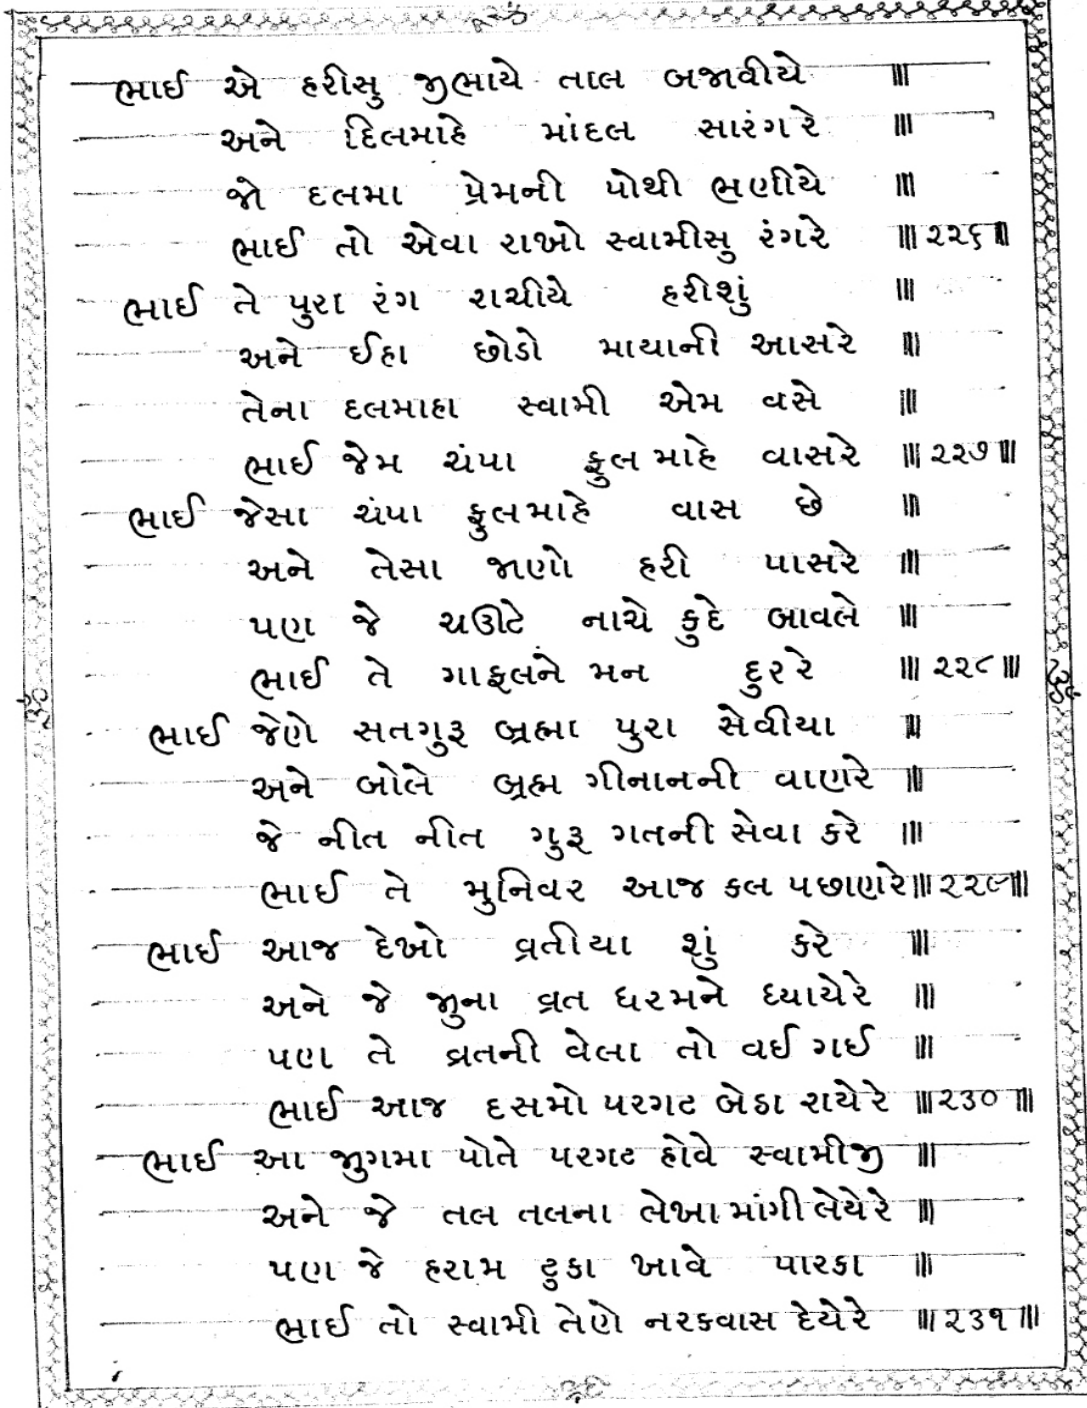 ભાઈ એ હરીસુ જીભાયે તાલ બજાવીયે ॥
અને દિલમાહે માંદલ સારંગરે ॥
જો દલમા પ્રેમની પોથી ભણીયે ॥
ભાઈ તો એવા રાખો સ્વામીસુ રંગરે ॥૨૨૬॥
ભાઈ તે પુરા રંગ રાચીયે હરીશું ॥
અને ઈહા છોડો માયાની આસરે ॥
તેના દલમાહા સ્વામી એમ વસે ॥
ભાઈ જેમ ચંપા ફુલ માહે વાસરે ॥૨૨૭॥
ભાઈ જેસા ચંપા ફુલમાહે વાસ છે ॥
અને તેસા જાણો હરી પાસરે ॥
પણ જે ચઊટે નાચે કુદે બાવલે ॥
ભાઈ તે ગાફલને મન દુરરે ॥૨૨૮॥
ભાઈ જેણે સતગુરૂ બ્રહ્મા પુરા સેવીયા ॥
અને બોલે બ્રહ્મ ગીનાનની વાણરે ॥
જે નીત નીત ગુરૂ ગતની સેવા કરે ॥
ભાઈ તે મુનિવર આજ કલ પછાણરે॥૨૨૯॥
ભાઈ આજ દેખો વ્રતીયા શું કરે ॥
અને જે જુના વ્રત ધરમને ધ્યાયેરે ॥
પણ તે વ્રતની વેલા તો વઈ ગઈ ॥
ભાઈ આજ દસમો પરગટ બેઠા રાયેરે ॥૨૩૦॥
ભાઈ આ જુગમા પોતે પરગટ હોવે સ્વામીજી ॥
અને જે તલ તલના લેખા માંગી લેયેરે ॥
પણ જે હરામ ટુકા ખાવે પારકા ॥
ભાઈ તો સ્વામી તેણે નરકવાસ દેયેરે ॥૨૩૧॥